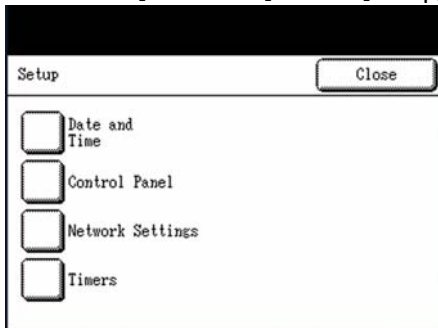 Setup
Close
Date and
Time
Control Panel
Network Settings
Timers